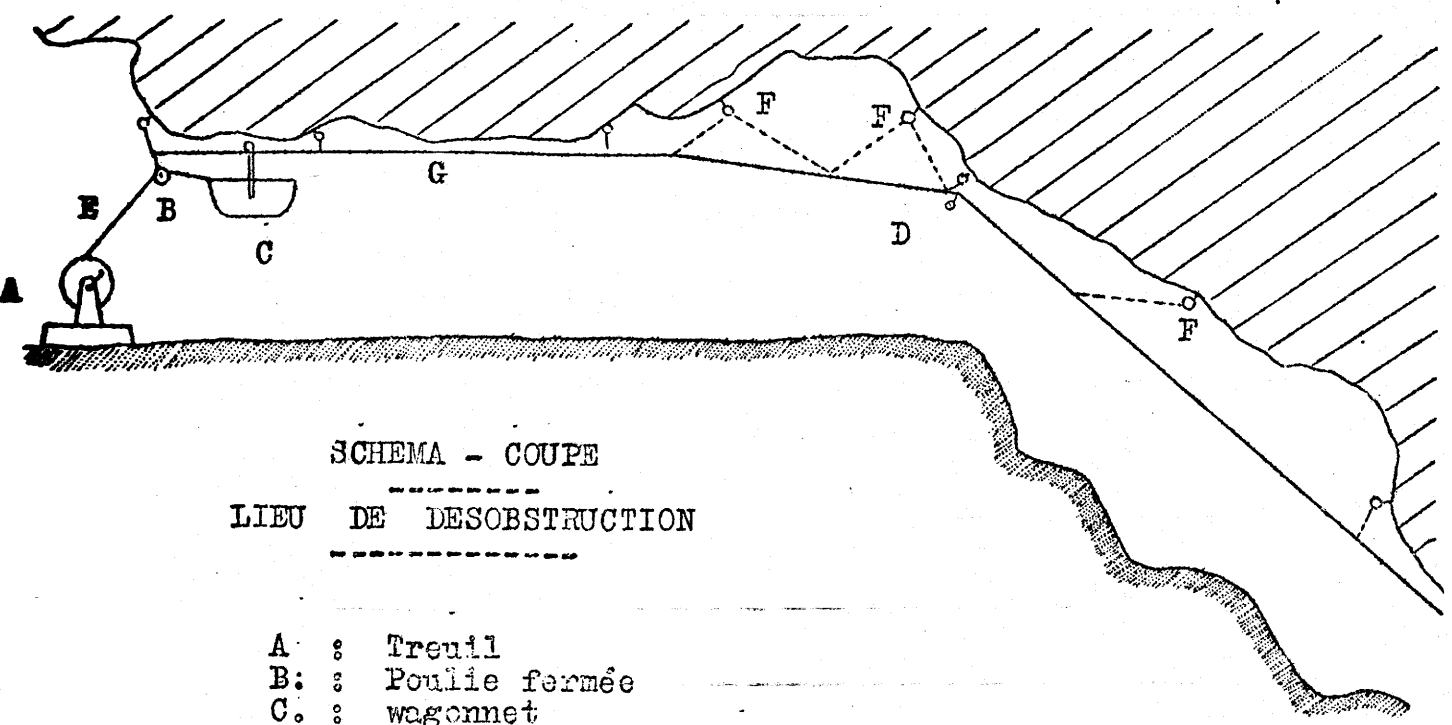 F
F
G
E
B
D
C
A
F
SCHEMA - COUPE
LIEU DE DESOBSTRUCTION
A : Treuil
B: : Poulie fermée
C. : wagonnet